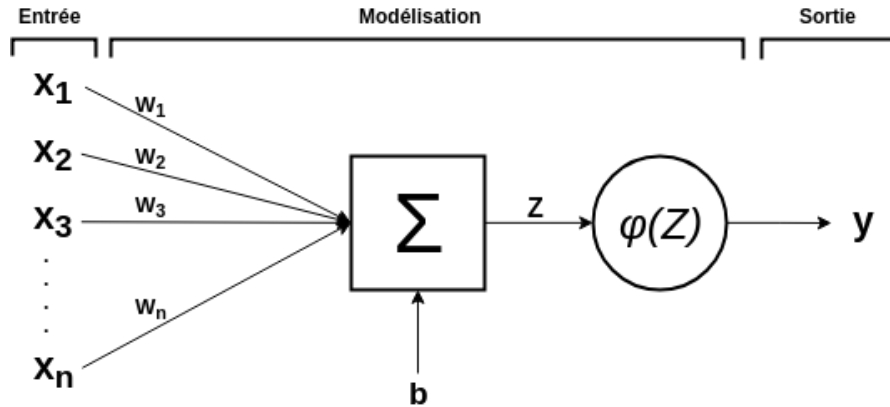 Entrée Modélisation Sortie
x₁ w₁
x₂ w₂
x₃ w₃
Σ Z φ(Z) y
wₙ
xₙ
b